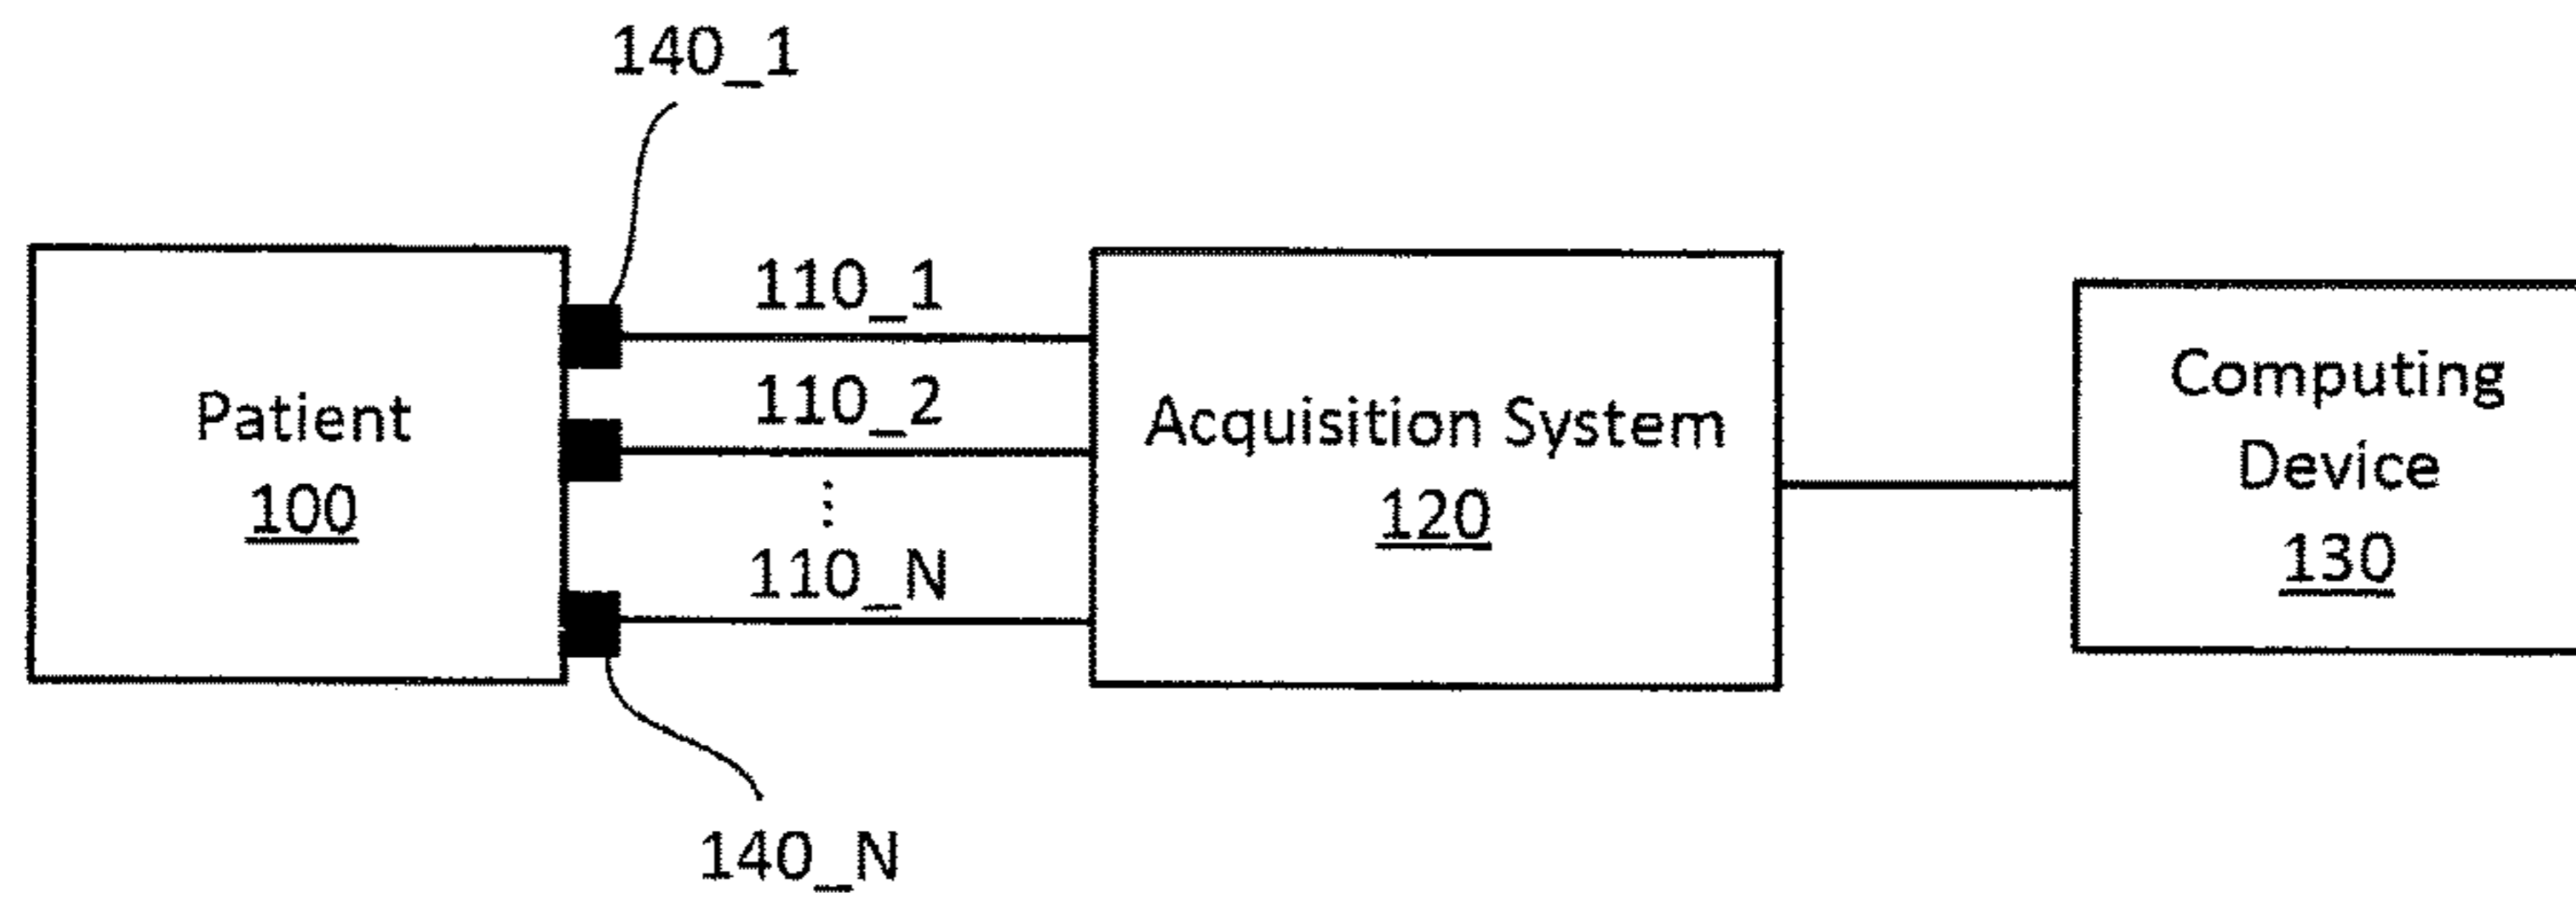 140_1
Patient
100
110_1
110_2
⋮
110_N
140_N
Acquisition System
120
Computing
Device
130